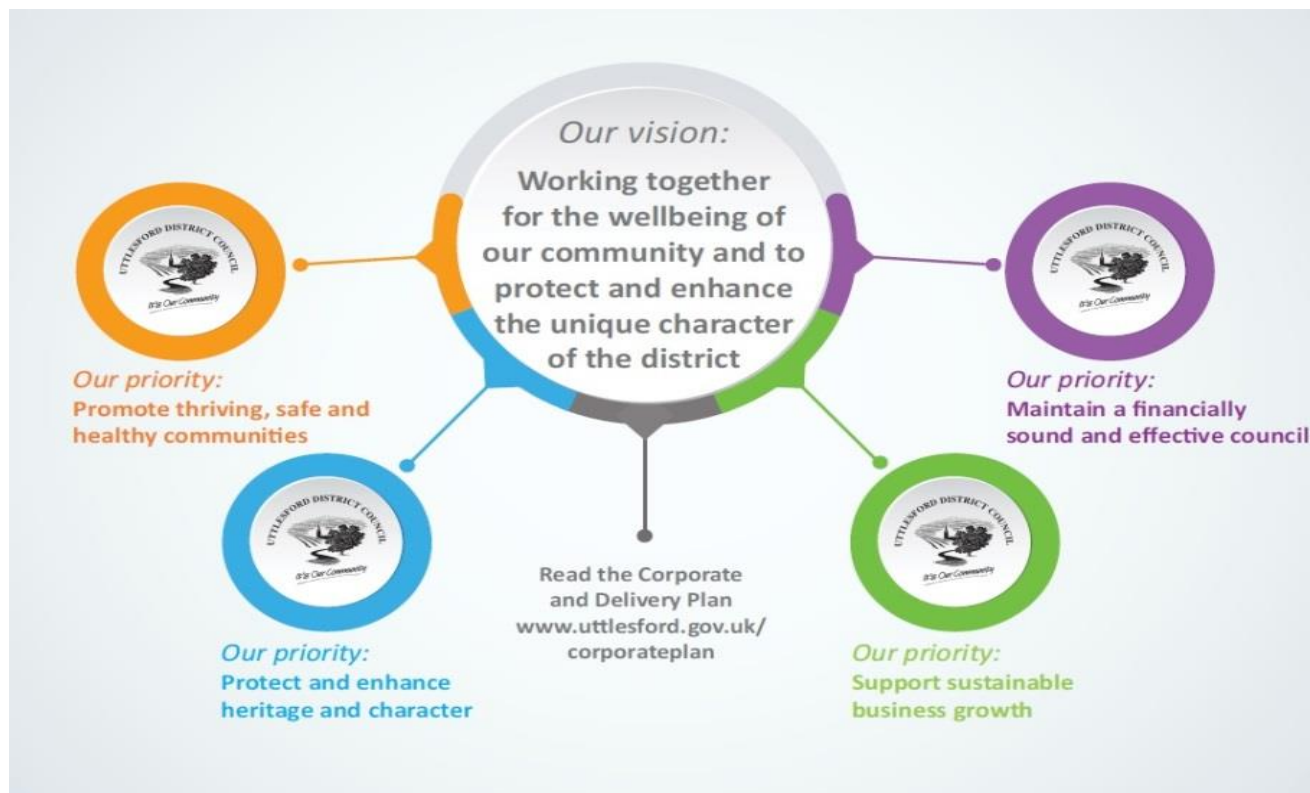 Our vision:
Working together
for the wellbeing of
our community and to
protect and enhance
the unique character
of the district
UTTLESFORD DISTRICT COUNCIL
It's Our Community
Our priority:
Promote thriving, safe and
healthy communities
UTTLESFORD DISTRICT COUNCIL
It's Our Community
Our priority:
Protect and enhance
heritage and character
Read the Corporate
and Delivery Plan
www.uttlesford.gov.uk/
corporateplan
UTTLESFORD DISTRICT COUNCIL
It's Our Community
Our priority:
Support sustainable
business growth
UTTLESFORD DISTRICT COUNCIL
It's Our Community
Our priority:
Maintain a financially
sound and effective council